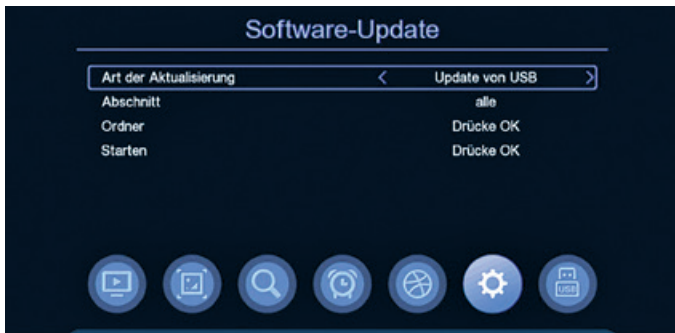 Software-Update
Art der Aktualisierung < Update von USB >
Abschnitt alle
Ordner Drücke OK
Starten Drücke OK
USB